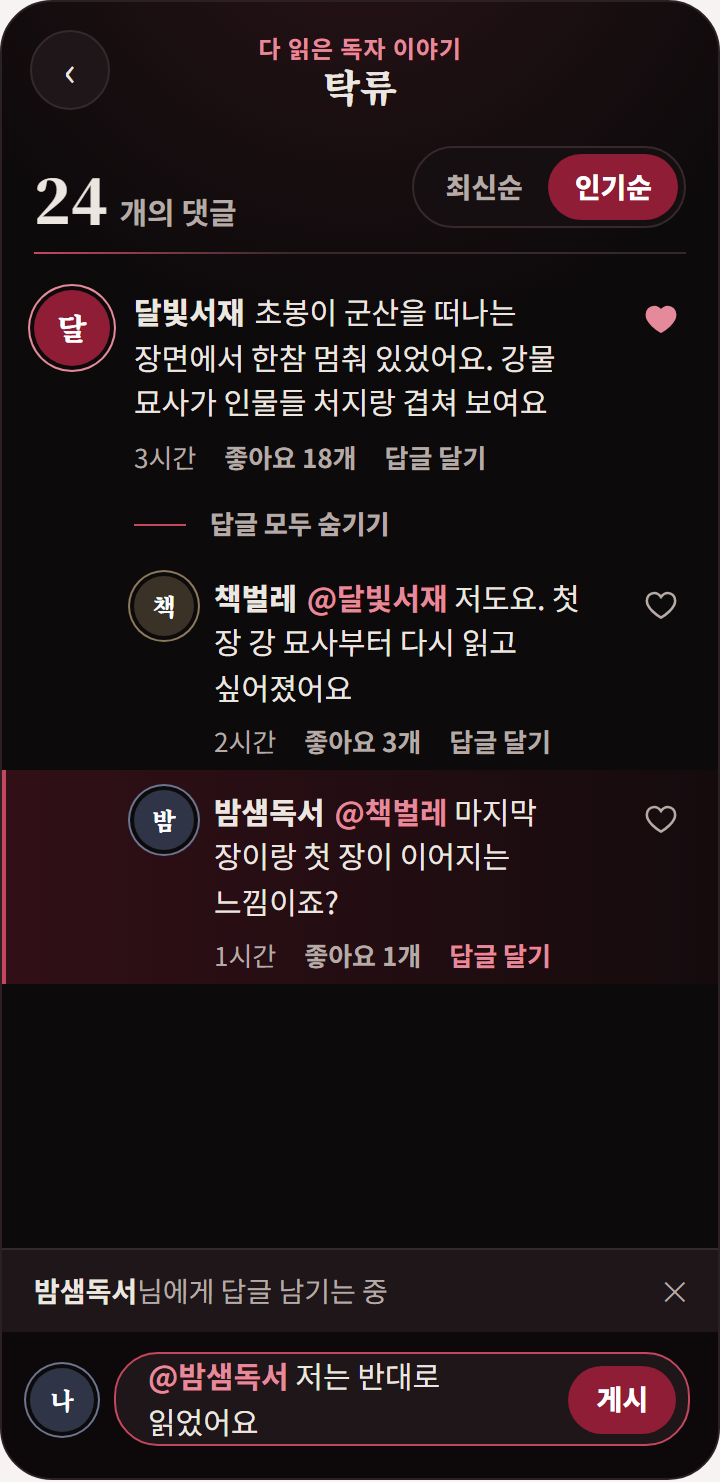 다 읽은 독자 이야기
탁류
24 개의 댓글
최신순 인기순
달
달빛서재 초봉이 군산을 떠나는
장면에서 한참 멈춰 있었어요. 강물
묘사가 인물들 처지랑 겹쳐 보여요
3시간 좋아요 18개 답글 달기
답글 모두 숨기기
책
책벌레 @달빛서재 저도요. 첫
장 강 묘사부터 다시 읽고
싶어졌어요
2시간 좋아요 3개 답글 달기
밤
밤샘독서 @책벌레 마지막
장이랑 첫 장이 이어지는
느낌이죠?
1시간 좋아요 1개 답글 달기
밤샘독서님에게 답글 남기는 중
나
@밤샘독서 저는 반대로
읽었어요
게시